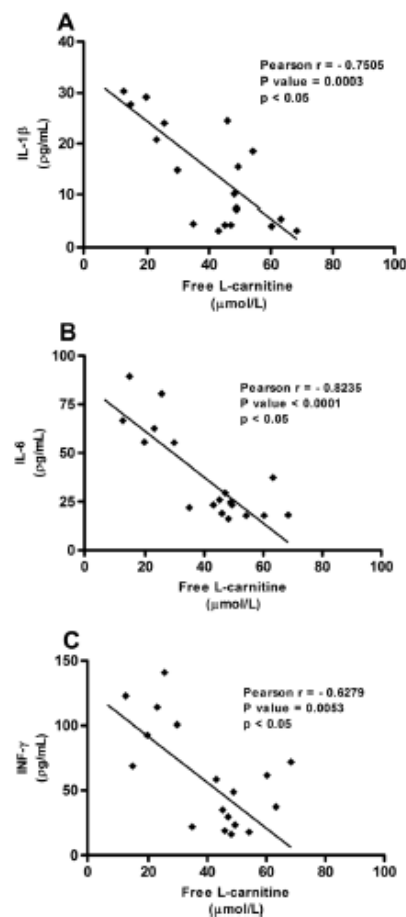 A
Pearson r = - 0.7505
P value = 0.0003
p < 0.05
40
30
20
10
0
IL-1β
(ρg/mL)
0 20 40 60 80 100
Free L-carnitine
(μmol/L)
B
Pearson r = - 0.8235
P value < 0.0001
p < 0.05
100
75
50
25
0
IL-6
(ρg/mL)
0 20 40 60 80 100
Free L-carnitine
(μmol/L)
C
Pearson r = - 0.6279
P value = 0.0053
p < 0.05
150
100
50
0
INF-γ
(ρg/mL)
0 20 40 60 80 100
Free L-carnitine
(μmol/L)